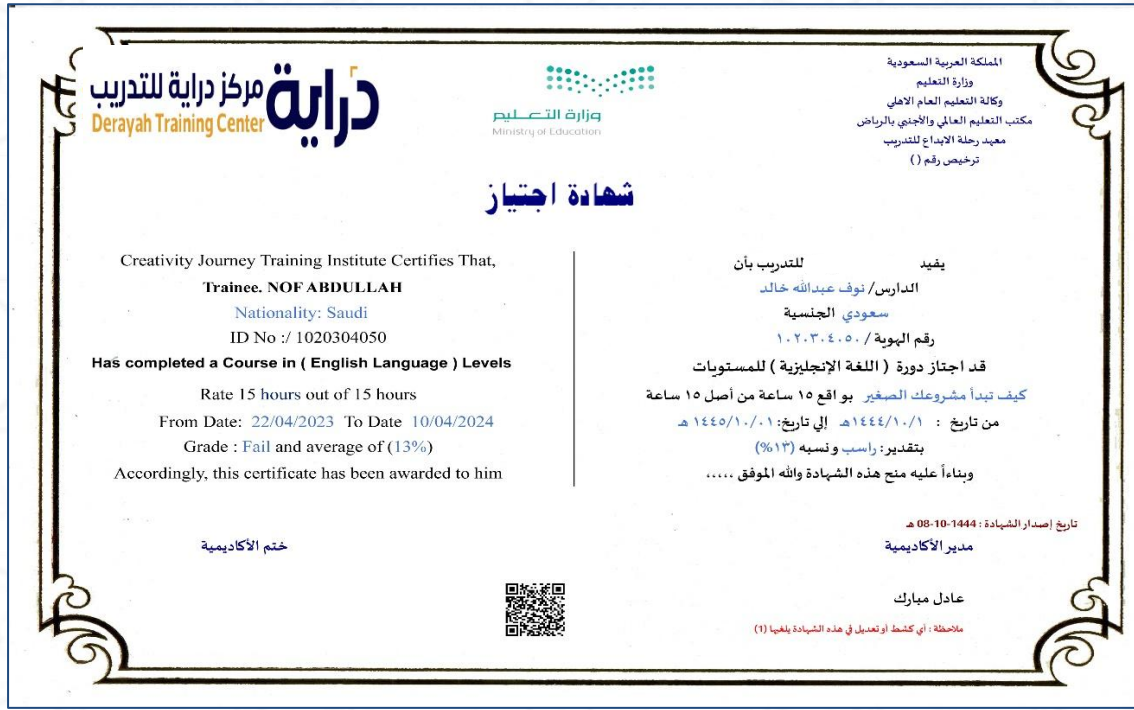 دراية
مركز دراية للتدريب
Derayah Training Center
وزارة التعليم
Ministry of Education
المملكة العربية السعودية
وزارة التعليم
وكالة التعليم العام الاهلي
مكتب التعليم العالي والأجنبي بالرياض
معهد رحلة الابداع للتدريب
ترخيص رقم ( )
شهادة اجتياز
Creativity Journey Training Institute Certifies That,
Trainee. NOF ABDULLAH
Nationality: Saudi
ID No :/ 1020304050
Has completed a Course in ( English Language ) Levels
Rate 15 hours out of 15 hours
From Date: 22/04/2023 To Date 10/04/2024
Grade : Fail and average of (13%)
Accordingly, this certificate has been awarded to him
يفيد للتدريب بأن
الدارس/ نوف عبدالله خالد
سعودي الجنسية
رقم الهوية / ١٠٢٠٣٠٤٠٥٠
قد اجتاز دورة ( اللغة الإنجليزية ) للمستويات
كيف تبدأ مشروعك الصغير بواقع ١٥ ساعة من أصل ١٥ ساعة
من تاريخ : ١٤٤٤/١٠/١هـ إلي تاريخ: ١٤٤٥/١٠/٠١ هـ
بتقدير: راسب ونسبه (١٣%)
وبناءاً عليه منح هذه الشهادة والله الموفق .....
تاريخ إصدار الشهادة : 1444-10-08 هـ
مدير الأكاديمية
ختم الأكاديمية
عادل مبارك
ملاحظة : أي كشط أو تعديل في هذه الشهادة يلغيها (1)